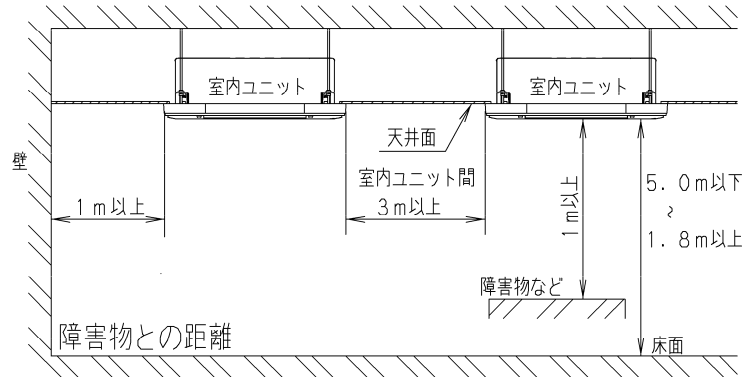 室内ユニット
室内ユニット
天井面
壁
室内ユニット間
1m以上
3m以上
1m以上
5.0m以下
~
1.8m以上
障害物など
障害物との距離
床面